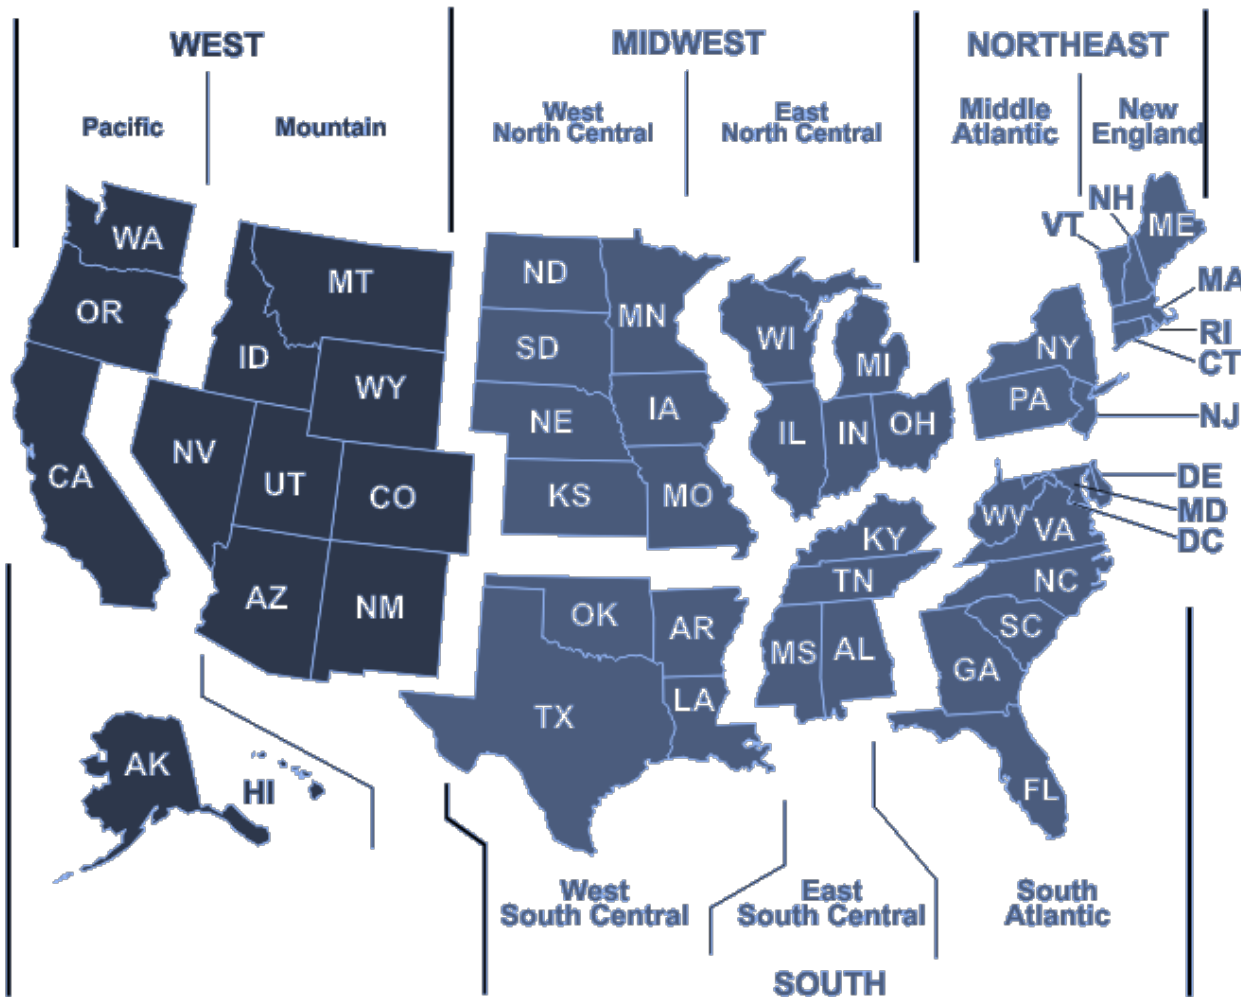 WEST
MIDWEST
NORTHEAST
Pacific
Mountain
West
North Central
East
North Central
Middle
Atlantic
New
England
WA
OR
CA
MT
ID
WY
NV
UT
CO
AZ
NM
AK
HI
ND
SD
NE
KS
MN
IA
MO
WI
MI
IL
IN
OH
NH
VT
ME
MA
RI
CT
NY
PA
NJ
DE
MD
DC
WV
VA
KY
TN
NC
SC
OK
AR
MS
AL
GA
TX
LA
FL
West
South Central
East
South Central
South
Atlantic
SOUTH